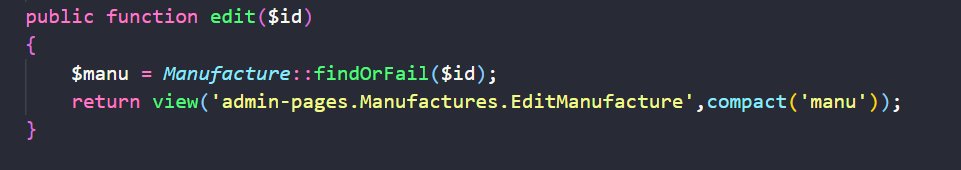 public function edit($id)
{
    $manu = Manufacture::findOrFail($id);
    return view('admin-pages.Manufactures.EditManufacture',compact('manu'));
}